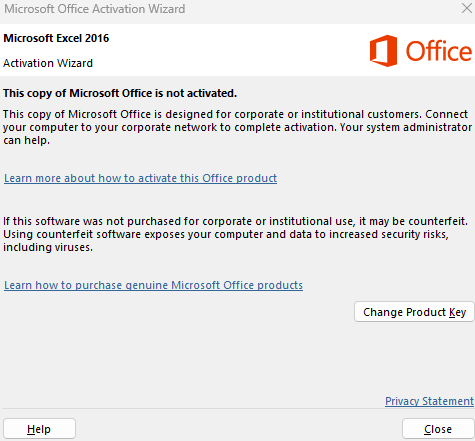 Microsoft Office Activation Wizard
Microsoft Excel 2016
Activation Wizard
Office
This copy of Microsoft Office is not activated.
This copy of Microsoft Office is designed for corporate or institutional customers. Connect
your computer to your corporate network to complete activation. Your system administrator
can help.
Learn more about how to activate this Office product
If this software was not purchased for corporate or institutional use, it may be counterfeit.
Using counterfeit software exposes your computer and data to increased security risks,
including viruses.
Learn how to purchase genuine Microsoft Office products
Change Product Key
Privacy Statement
Help
Close